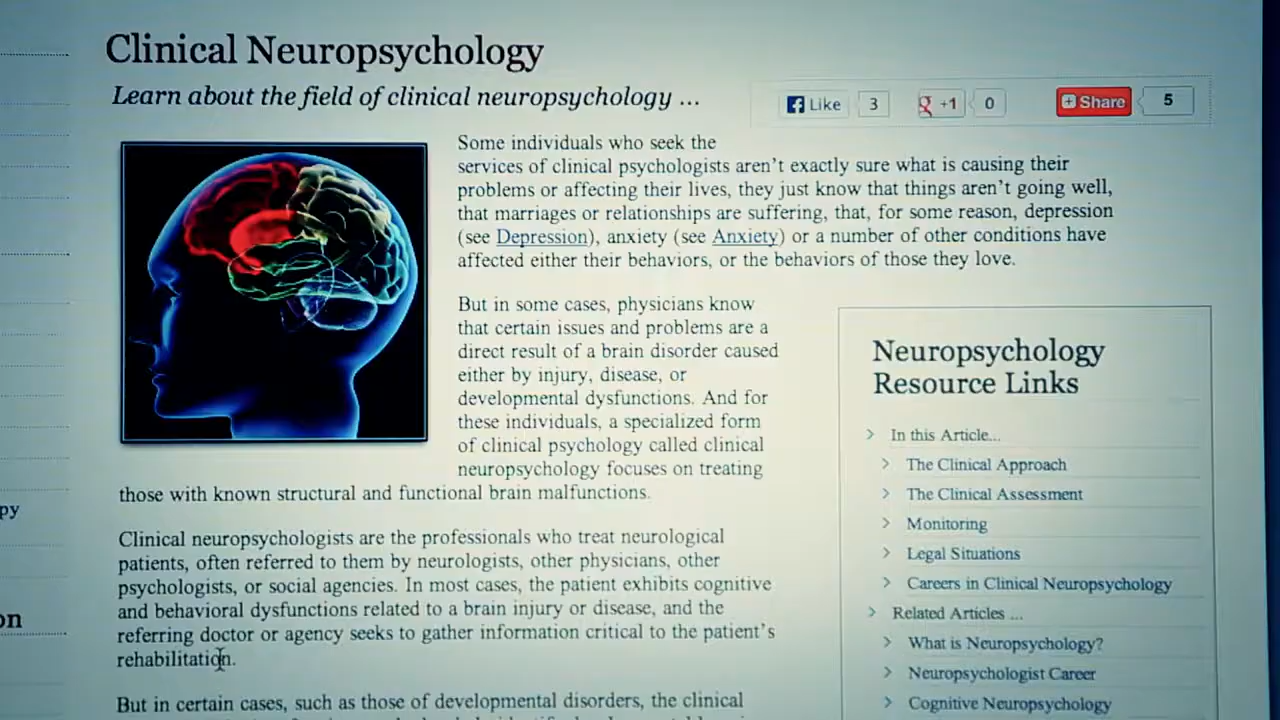 Clinical Neuropsychology
Learn about the field of clinical neuropsychology ...
Like 3 +1 0 Share 5
Some individuals who seek the
services of clinical psychologists aren't exactly sure what is causing their
problems or affecting their lives, they just know that things aren't going well,
that marriages or relationships are suffering, that, for some reason, depression
(see Depression), anxiety (see Anxiety) or a number of other conditions have
affected either their behaviors, or the behaviors of those they love.
But in some cases, physicians know
that certain issues and problems are a
direct result of a brain disorder caused
either by injury, disease, or
developmental dysfunctions. And for
these individuals, a specialized form
of clinical psychology called clinical
neuropsychology focuses on treating
those with known structural and functional brain malfunctions.
Clinical neuropsychologists are the professionals who treat neurological
patients, often referred to them by neurologists, other physicians, other
psychologists, or social agencies. In most cases, the patient exhibits cognitive
and behavioral dysfunctions related to a brain injury or disease, and the
referring doctor or agency seeks to gather information critical to the patient's
rehabilitation.
But in certain cases, such as those of developmental disorders, the clinical
Neuropsychology
Resource Links
In this Article...
The Clinical Approach
The Clinical Assessment
Monitoring
Legal Situations
Careers in Clinical Neuropsychology
Related Articles ...
What is Neuropsychology?
Neuropsychologist Career
Cognitive Neuropsychology